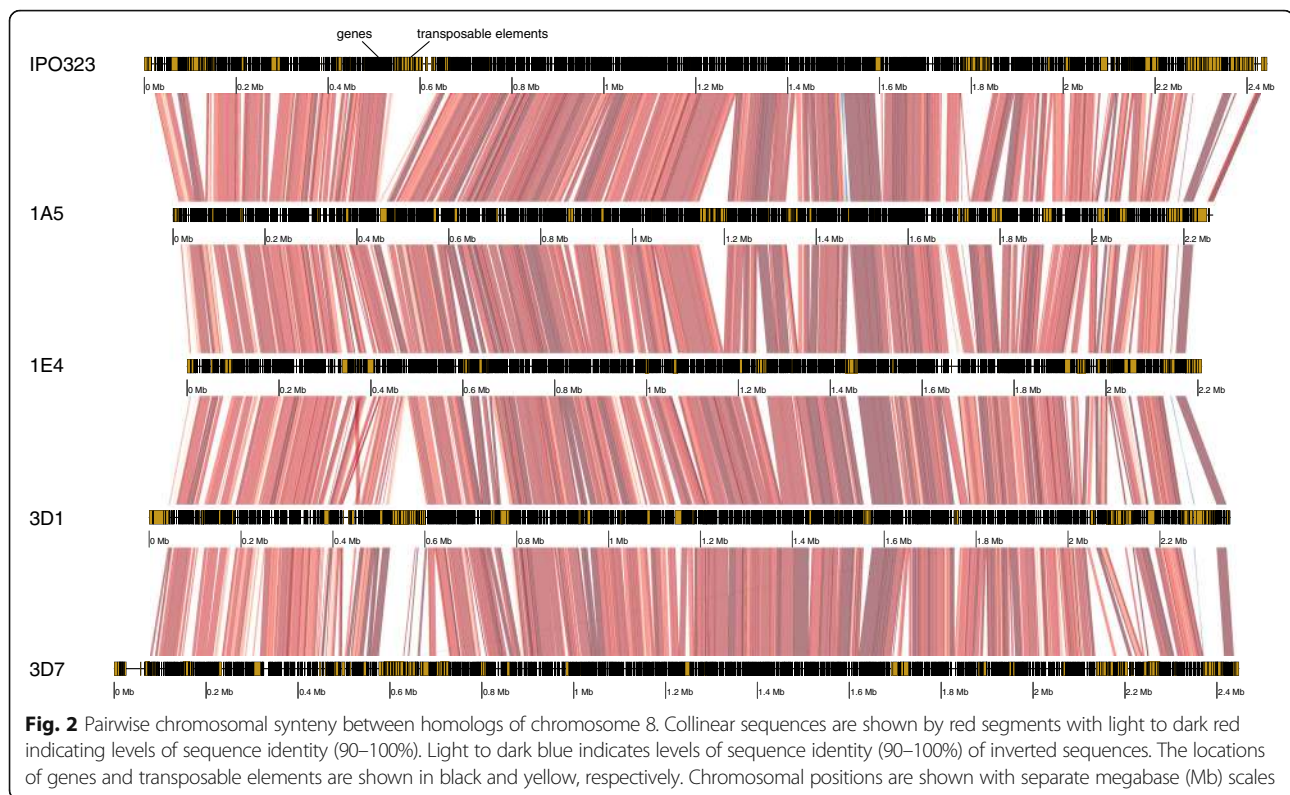 genes transposable elements
IPO323
0 Mb 0.2 Mb 0.4 Mb 0.6 Mb 0.8 Mb 1 Mb 1.2 Mb 1.4 Mb 1.6 Mb 1.8 Mb 2 Mb 2.2 Mb 2.4 Mb
1A5
0 Mb 0.2 Mb 0.4 Mb 0.6 Mb 0.8 Mb 1 Mb 1.2 Mb 1.4 Mb 1.6 Mb 1.8 Mb 2 Mb 2.2 Mb
1E4
0 Mb 0.2 Mb 0.4 Mb 0.6 Mb 0.8 Mb 1 Mb 1.2 Mb 1.4 Mb 1.6 Mb 1.8 Mb 2 Mb 2.2 Mb
3D1
0 Mb 0.2 Mb 0.4 Mb 0.6 Mb 0.8 Mb 1 Mb 1.2 Mb 1.4 Mb 1.6 Mb 1.8 Mb 2 Mb 2.2 Mb
3D7
0 Mb 0.2 Mb 0.4 Mb 0.6 Mb 0.8 Mb 1 Mb 1.2 Mb 1.4 Mb 1.6 Mb 1.8 Mb 2 Mb 2.2 Mb 2.4 Mb
Fig. 2 Pairwise chromosomal synteny between homologs of chromosome 8. Collinear sequences are shown by red segments with light to dark red
indicating levels of sequence identity (90–100%). Light to dark blue indicates levels of sequence identity (90–100%) of inverted sequences. The locations
of genes and transposable elements are shown in black and yellow, respectively. Chromosomal positions are shown with separate megabase (Mb) scales